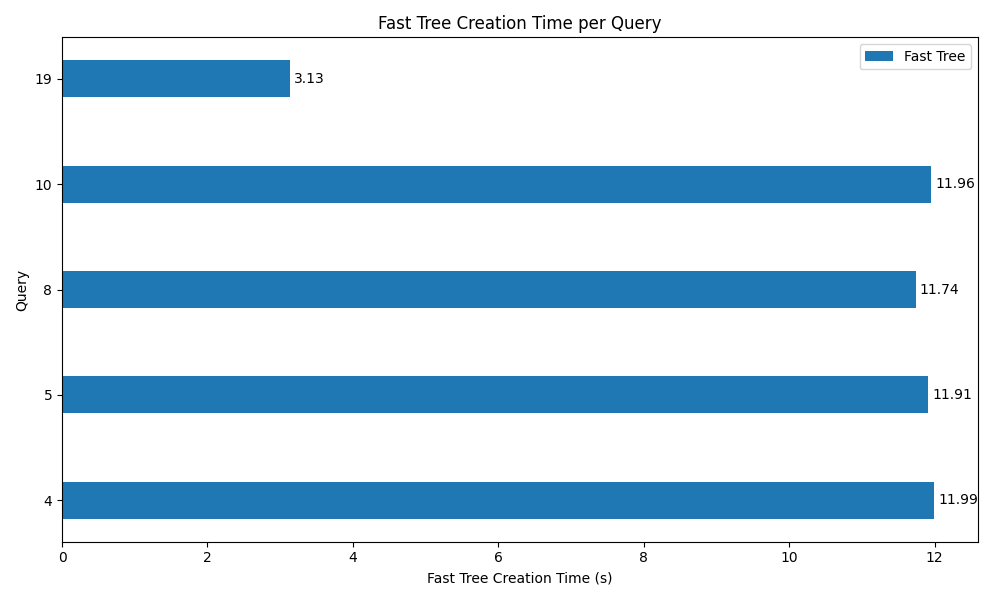 Fast Tree Creation Time per Query
Fast Tree
19
3.13
10
11.96
8
11.74
5
11.91
4
11.99
Query
0 2 4 6 8 10 12
Fast Tree Creation Time (s)